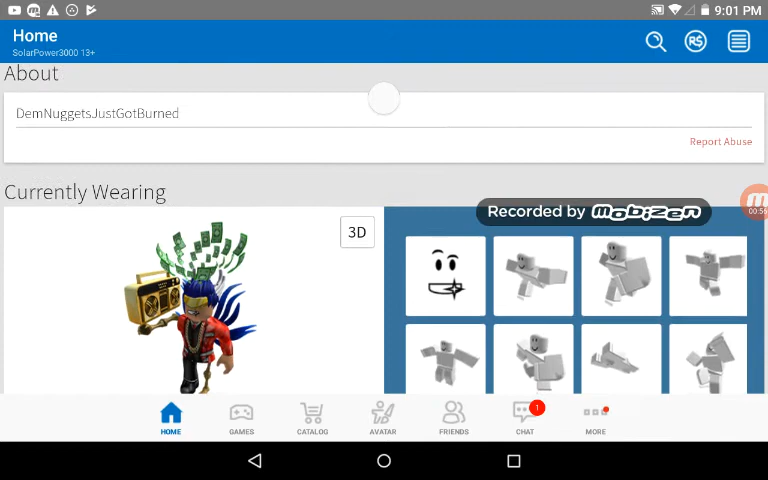 9:01 PM
Home
SolarPower3000 13+
R$
About
DemNuggetsJustGotBurned
Report Abuse
Currently Wearing
Recorded by mobizen
00:56
3D
HOME
GAMES
CATALOG
AVATAR
FRIENDS
1
CHAT
MORE